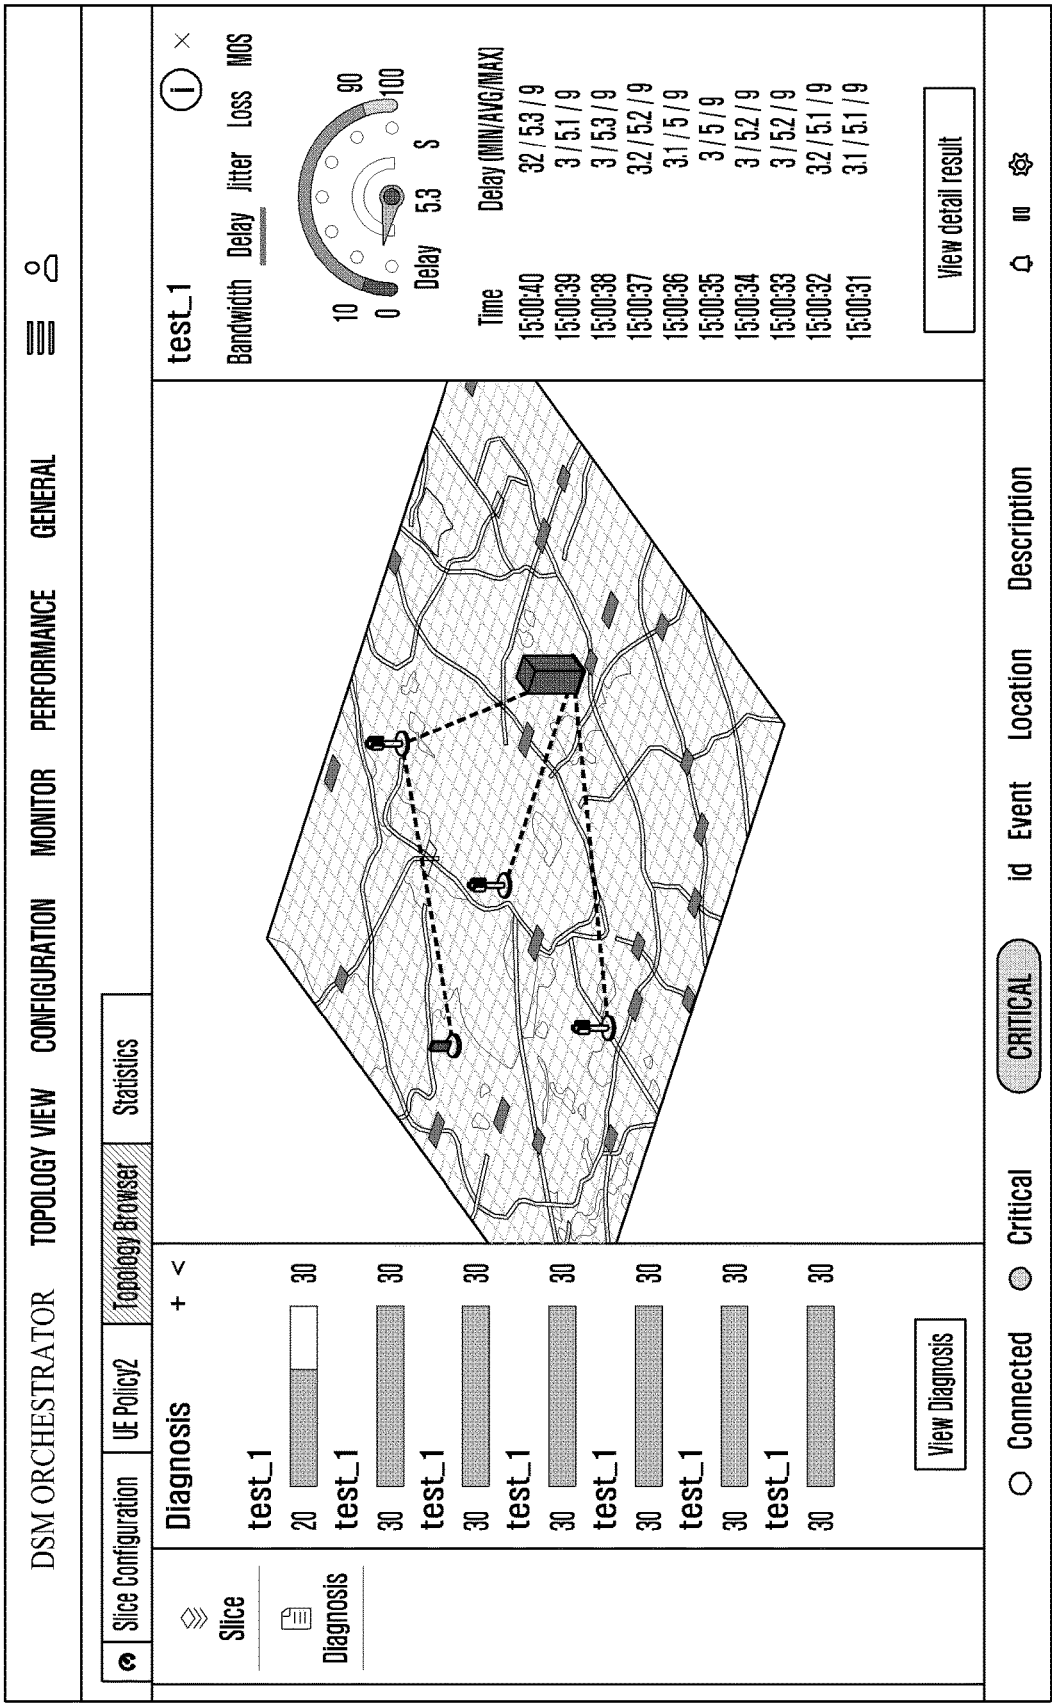 DSM ORCHESTRATOR TOPOLOGY VIEW CONFIGURATION MONITOR PERFORMANCE GENERAL
Slice Configuration UE Policy2 Topology Browser Statistics
Slice
Diagnosis
Diagnosis + <
test_1
20 30
test_1
30 30
test_1
30 30
test_1
30 30
test_1
30 30
test_1
30 30
test_1
30 30
View Diagnosis
test_1 i ×
Bandwidth Delay Jitter Loss MOS
10 90
0 100
Delay 5.3 S
Time Delay (MIN/AVG/MAX)
15:00:40 32 / 5.3 / 9
15:00:39 3 / 5.1 / 9
15:00:38 3 / 5.3 / 9
15:00:37 3.2 / 5.2 / 9
15:00:36 3.1 / 5 / 9
15:00:35 3 / 5 / 9
15:00:34 3 / 5.2 / 9
15:00:33 3 / 5.2 / 9
15:00:32 3.2 / 5.1 / 9
15:00:31 3.1 / 5.1 / 9
View detail result
Connected Critical CRITICAL id Event Location Description